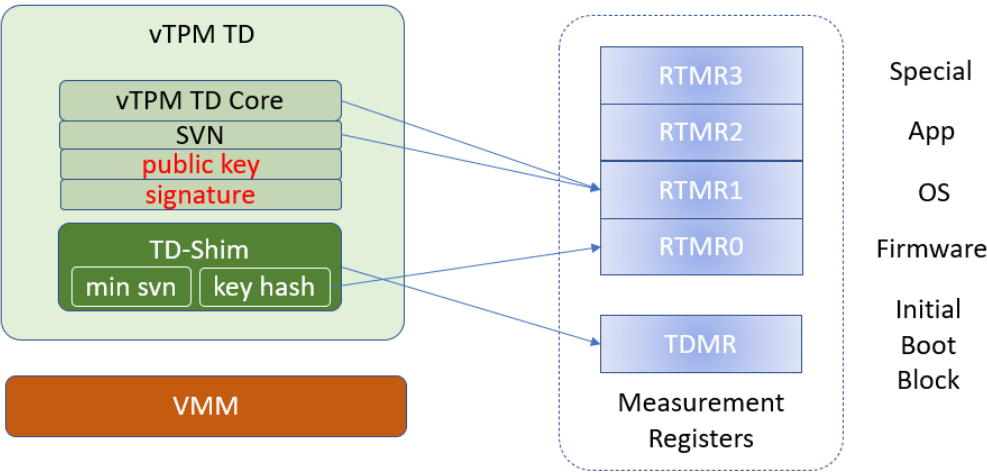 vTPM TD
vTPM TD Core
SVN
public key
signature
TD-Shim
min svn
key hash
VMM
RTMR3
RTMR2
RTMR1
RTMR0
TDMR
Measurement
Registers
Special
App
OS
Firmware
Initial
Boot
Block